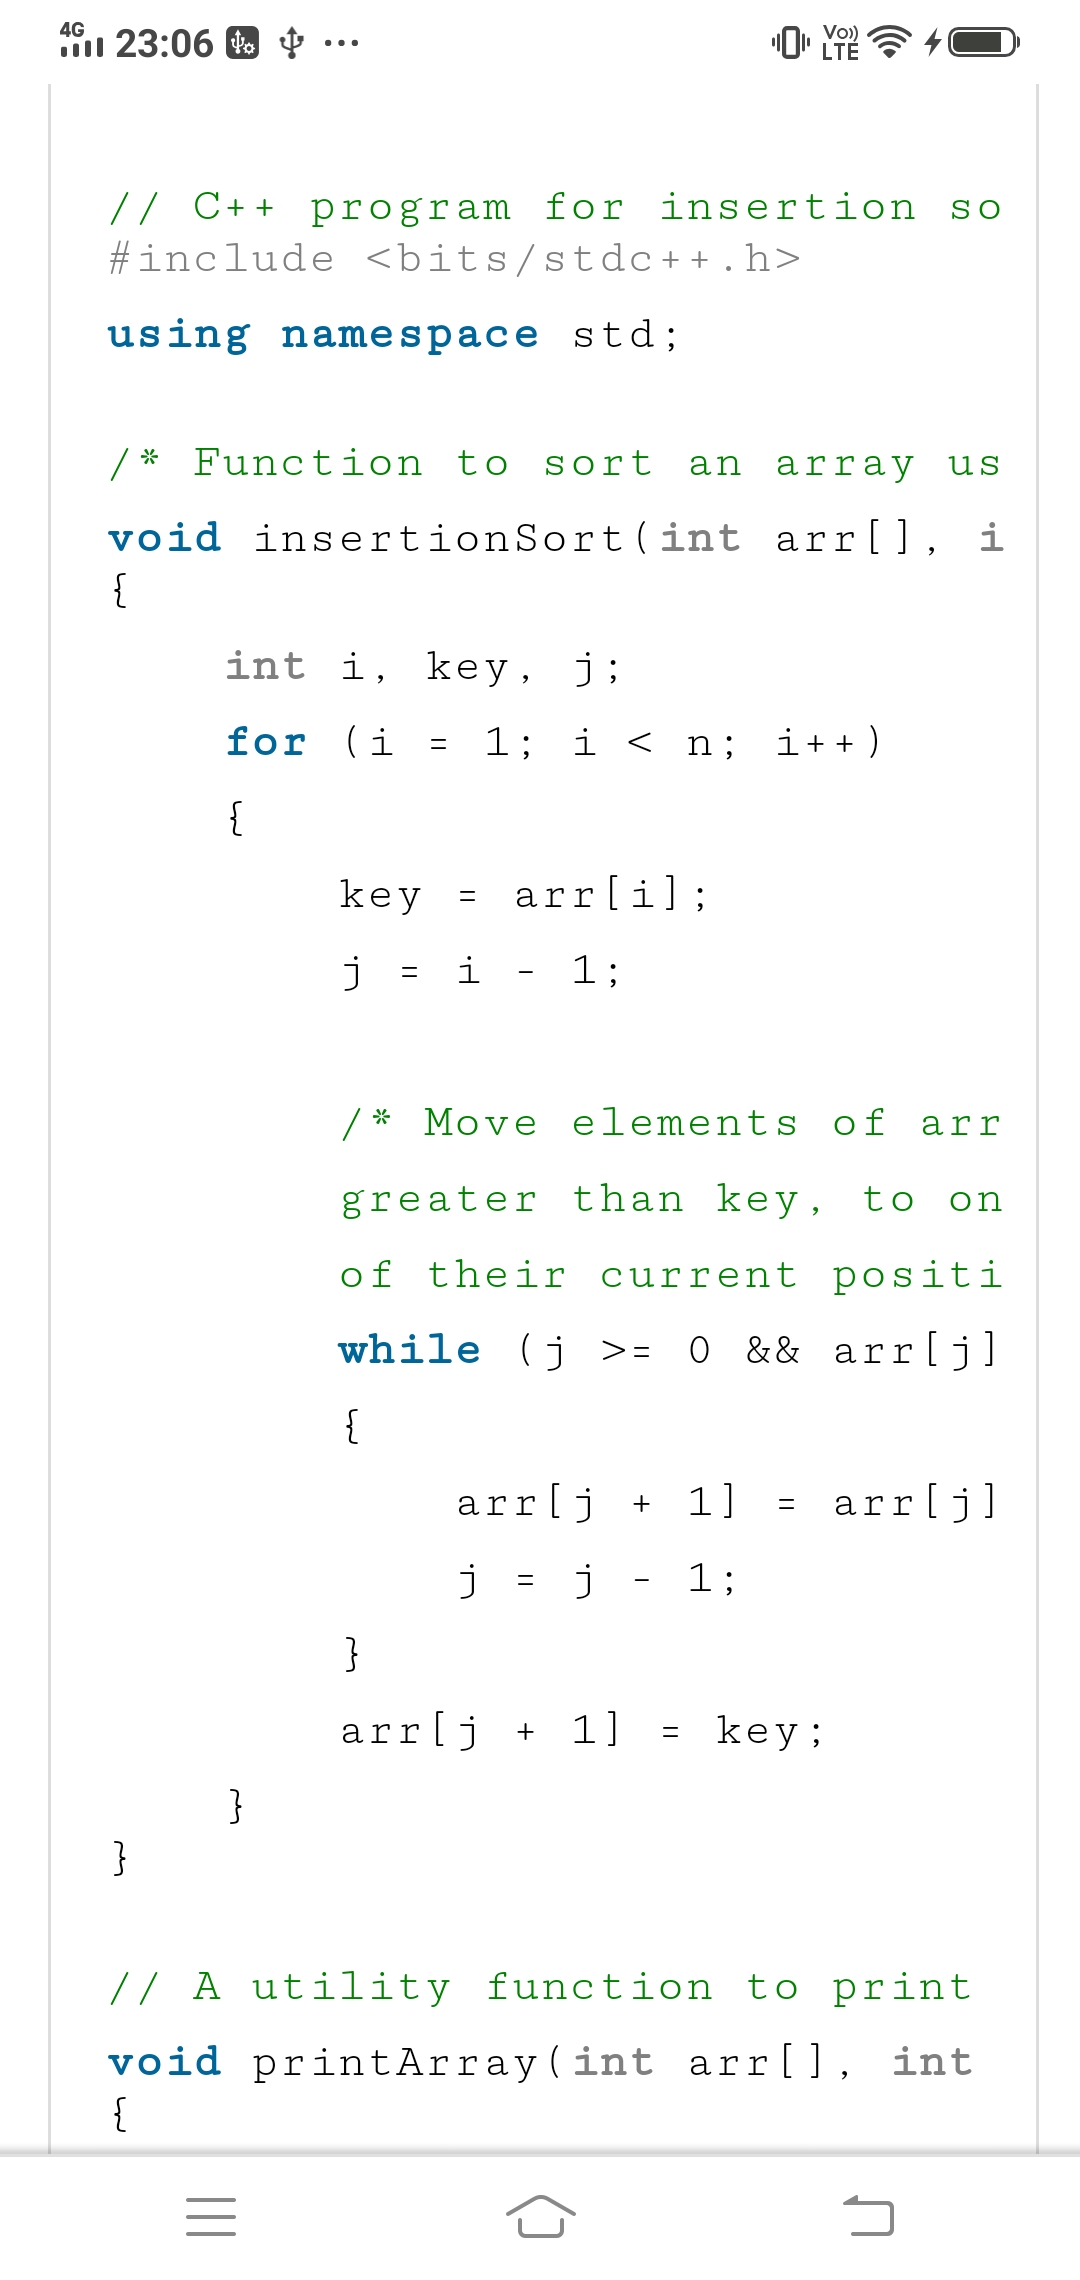 4G 23:06 ... Vo)) LTE
// C++ program for insertion so
#include <bits/stdc++.h>
using namespace std;
/* Function to sort an array us
void insertionSort(int arr[], i
{
int i, key, j;
for (i = 1; i < n; i++)
{
key = arr[i];
j = i - 1;
/* Move elements of arr
greater than key, to on
of their current positi
while (j >= 0 && arr[j]
{
arr[j + 1] = arr[j]
j = j - 1;
}
arr[j + 1] = key;
}
}
// A utility function to print
void printArray(int arr[], int
{